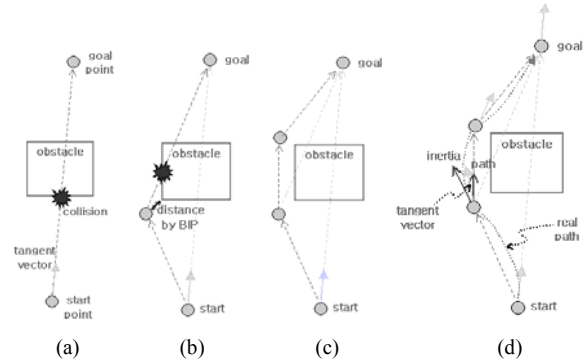 goal
point
obstacle
collision
tangent
vector
start
point
(a)
goal
obstacle
distance
by BIP
start
(b)
goal
obstacle
start
(c)
goal
obstacle
inertia
path
tangent
vector
real
path
start
(d)